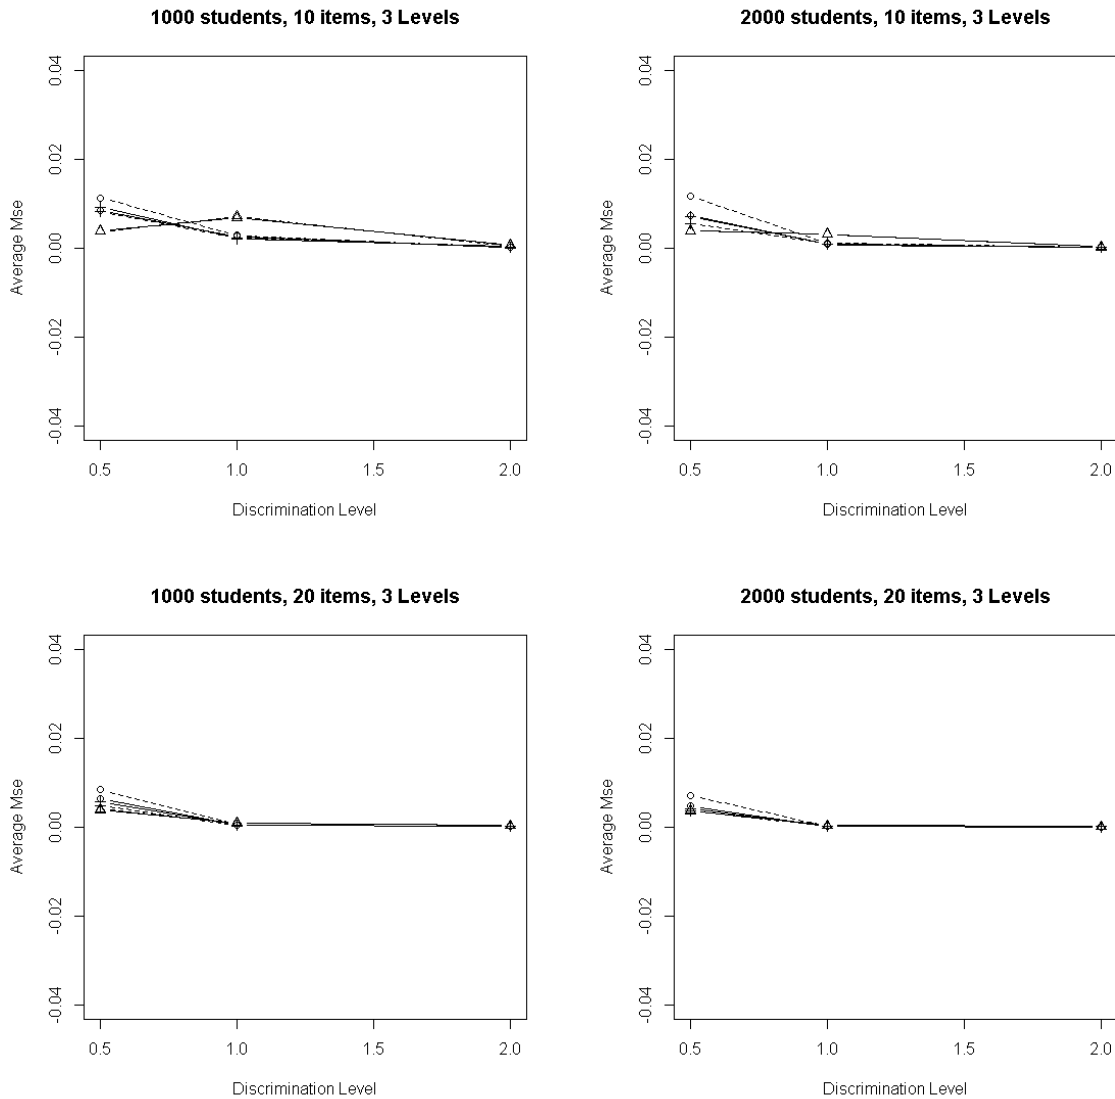 1000 students, 10 items, 3 Levels
Average Mse
0.04
0.02
0.00
-0.02
-0.04
0.5 1.0 1.5 2.0
Discrimination Level
2000 students, 10 items, 3 Levels
Average Mse
0.04
0.02
0.00
-0.02
-0.04
0.5 1.0 1.5 2.0
Discrimination Level
1000 students, 20 items, 3 Levels
Average Mse
0.04
0.02
0.00
-0.02
-0.04
0.5 1.0 1.5 2.0
Discrimination Level
2000 students, 20 items, 3 Levels
Average Mse
0.04
0.02
0.00
-0.02
-0.04
0.5 1.0 1.5 2.0
Discrimination Level